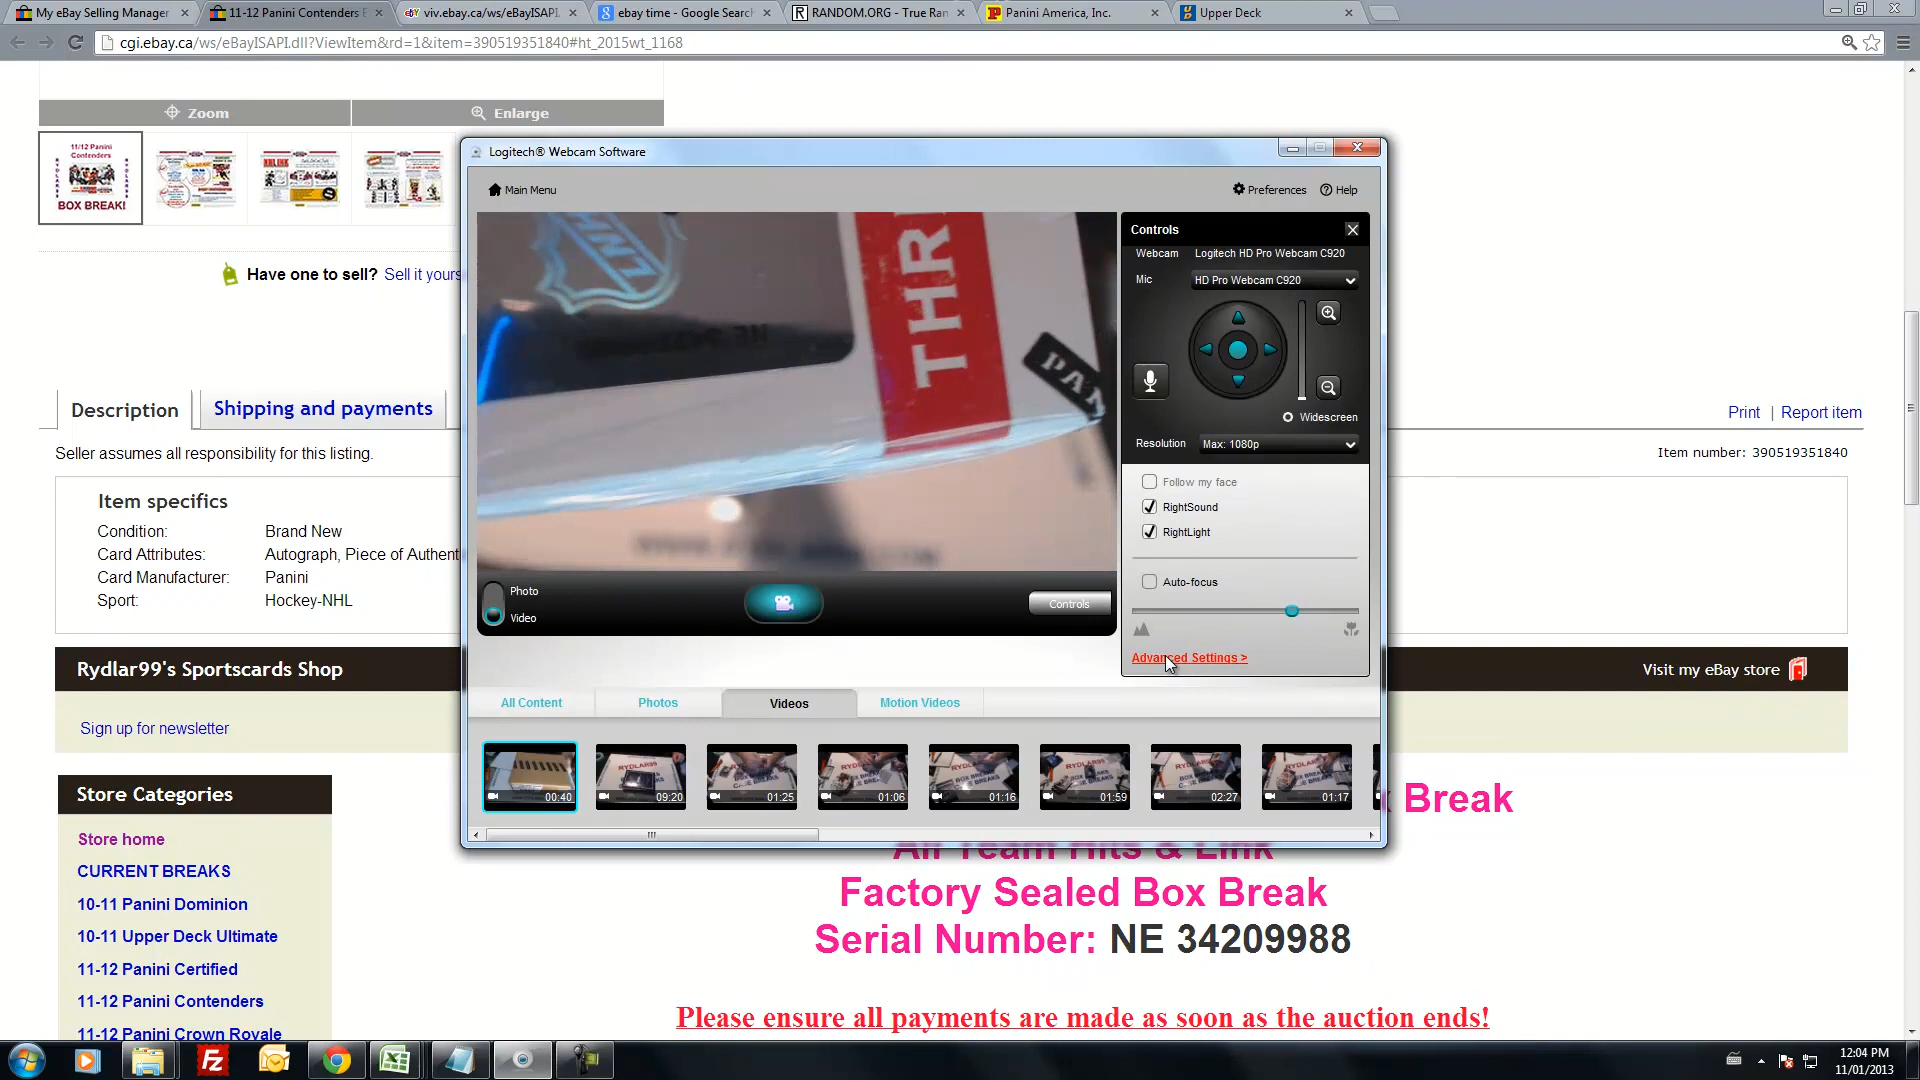 My eBay Selling Manager
11-12 Panini Contenders E
viv.ebay.ca/ws/eBayISAPI.
ebay time - Google Search
RANDOM.ORG - True Ran
Panini America, Inc.
Upper Deck
cgi.ebay.ca/ws/eBayISAPI.dll?ViewItem&rd=1&item=390519351840#ht_2015wt_1168
Zoom
Enlarge
11/12 Panini
Contenders
BOX BREAK!
Have one to sell? Sell it yours
Description
Shipping and payments
Print | Report item
Seller assumes all responsibility for this listing.
Item number: 390519351840
Item specifics
Condition: Brand New
Card Attributes: Autograph, Piece of Authent
Card Manufacturer: Panini
Sport: Hockey-NHL
Rydlar99's Sportscards Shop
Visit my eBay store
Sign up for newsletter
Store Categories
Store home
CURRENT BREAKS
10-11 Panini Dominion
10-11 Upper Deck Ultimate
11-12 Panini Certified
11-12 Panini Contenders
11-12 Panini Crown Royale
Logitech® Webcam Software
Main Menu
Preferences
Help
THR
PAN
Photo
Video
Controls
Controls
Webcam Logitech HD Pro Webcam C920
Mic HD Pro Webcam C920
Widescreen
Resolution Max: 1080p
Follow my face
RightSound
RightLight
Auto-focus
Advanced Settings >
All Content
Photos
Videos
Motion Videos
00:40
09:20
01:25
01:06
01:16
01:59
02:27
01:17
Break
All Team Hits & Link
Factory Sealed Box Break
Serial Number: NE 34209988
Please ensure all payments are made as soon as the auction ends!
12:04 PM
11/01/2013